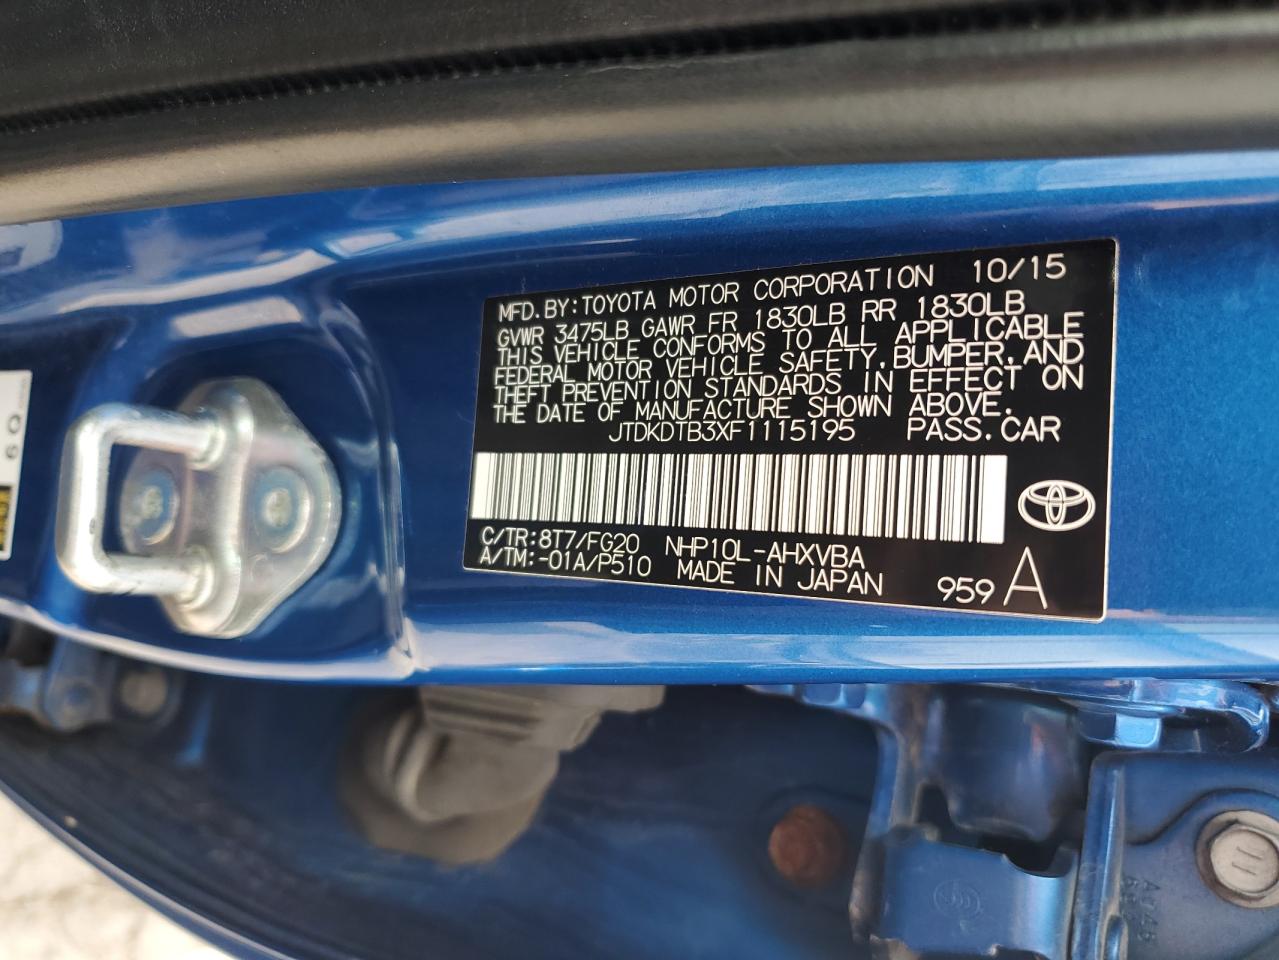 MFD.BY:TOYOTA MOTOR CORPORATION 10/15
GVWR 3475LB GAWR FR 1830LB RR 1830LB
THIS VEHICLE CONFORMS TO ALL APPLICABLE
FEDERAL MOTOR VEHICLE SAFETY,BUMPER,AND
THEFT PREVENTION STANDARDS IN EFFECT ON
THE DATE OF MANUFACTURE SHOWN ABOVE.
JTDKDTB3XF1115195 PASS.CAR
C/TR:8T7/FG20 NHP10L-AHXVBA
A/TM:-01A/P510 MADE IN JAPAN 959 A